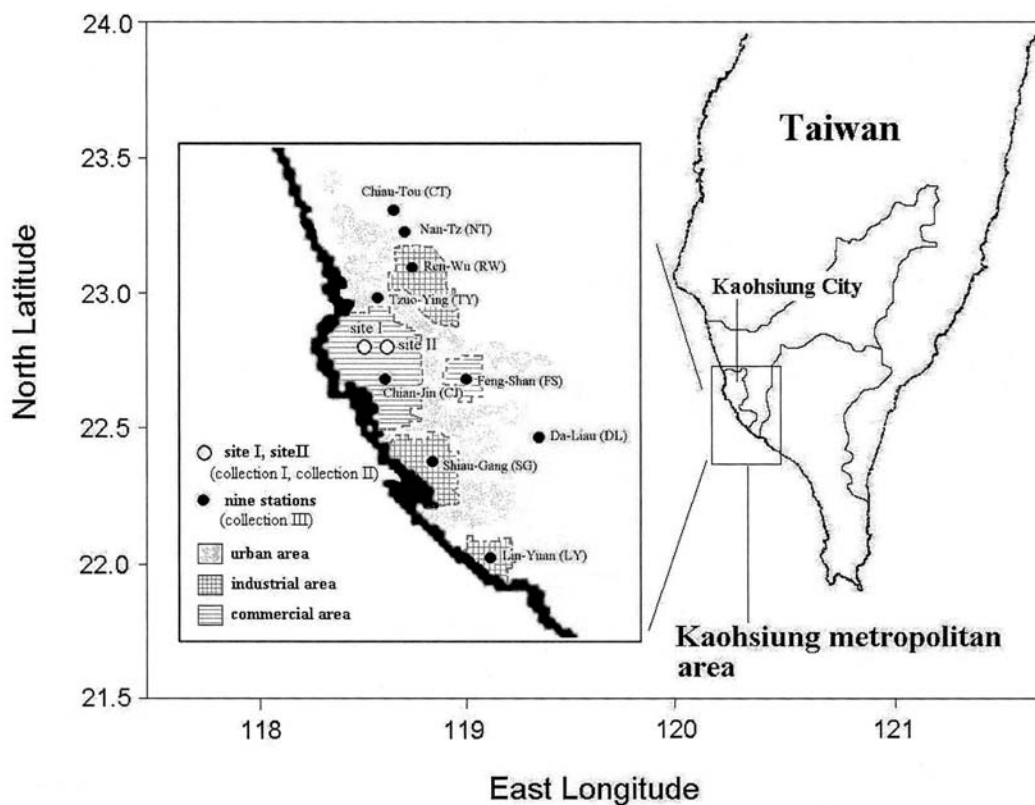 24.0
23.5
23.0
22.5
22.0
21.5
North Latitude
118
119
120
121
East Longitude
Taiwan
Kaohsiung City
Kaohsiung metropolitan
area
Chiau-Tou (CT)
Nan-Tz (NT)
Ren-Wu (RW)
Tzuo-Ying (TY)
site I
site II
Chian-Jin (CJ)
Feng-Shan (FS)
Da-Liau (DL)
Shiau-Gang (SG)
Lin-Yuan (LY)
site I, siteII
(collection I, collection II)
nine stations
(collection III)
urban area
industrial area
commercial area